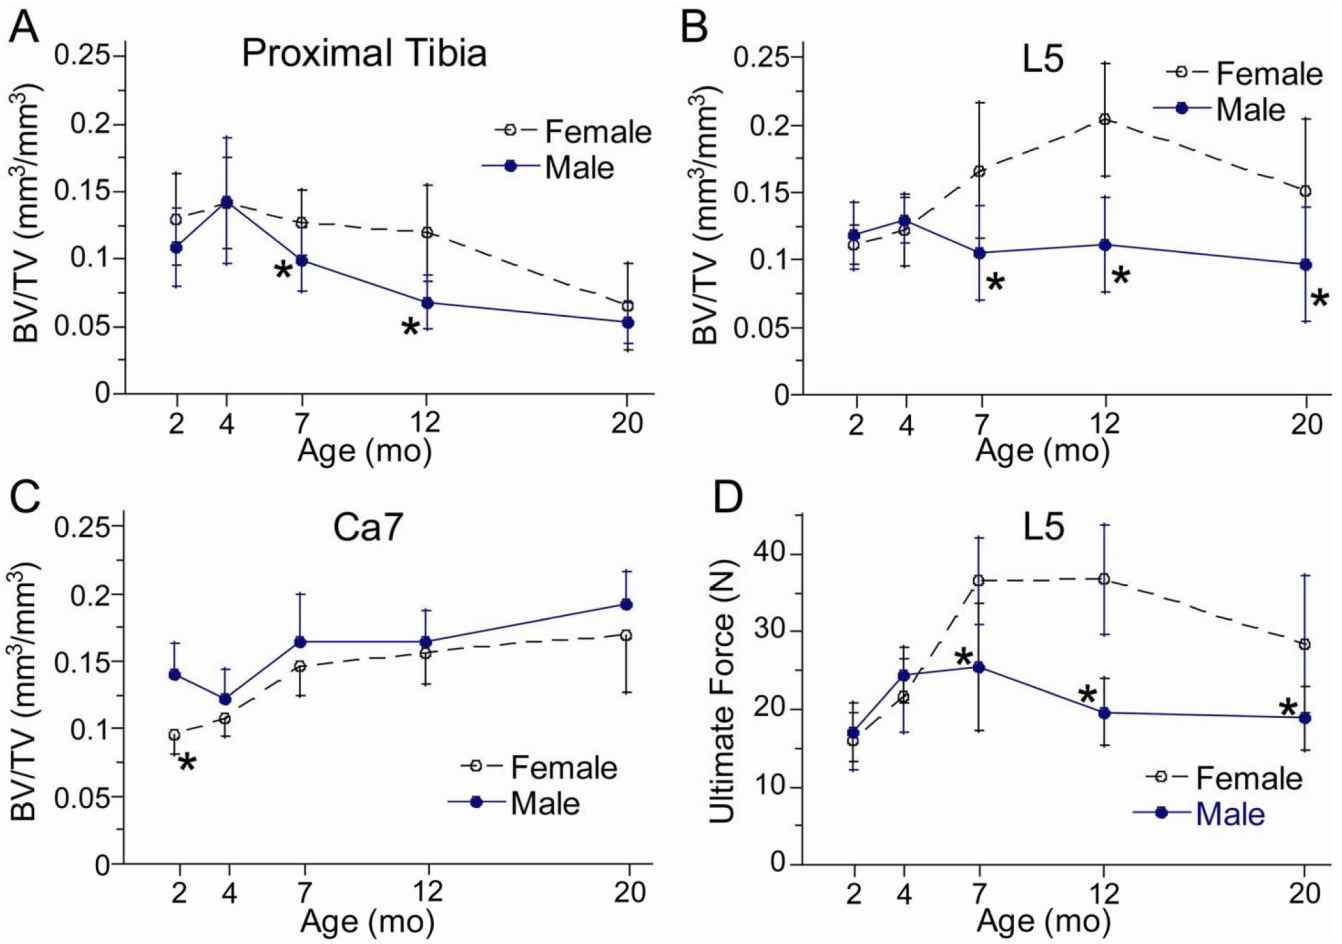 A
Proximal Tibia
0.25
0.2
0.15
0.1
0.05
0
BV/TV (mm³/mm³)
Female
Male
*
*
2 4 7 12 20
Age (mo)
B
L5
0.25
0.2
0.15
0.1
0.05
0
BV/TV (mm³/mm³)
Female
Male
*
*
*
2 4 7 12 20
Age (mo)
C
Ca7
0.25
0.2
0.15
0.1
0.05
0
BV/TV (mm³/mm³)
*
Female
Male
2 4 7 12 20
Age (mo)
D
L5
40
30
20
10
0
Ultimate Force (N)
*
*
*
Female
Male
2 4 7 12 20
Age (mo)